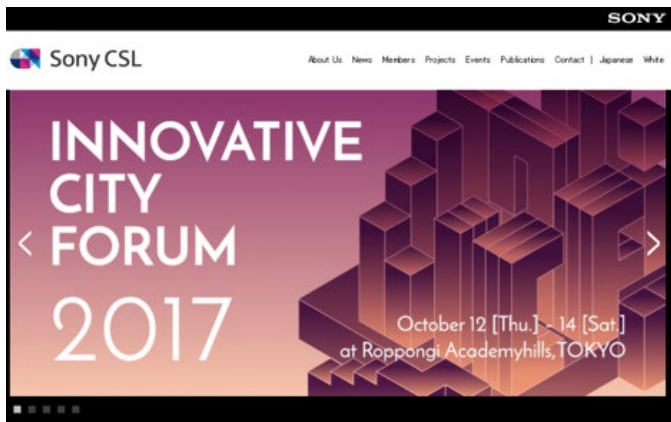 SONY
Sony CSL
About Us News Members Projects Events Publications Contact | Japanese White
INNOVATIVE
CITY
FORUM
2017
October 12 [Thu.] - 14 [Sat.]
at Roppongi Academyhills, TOKYO